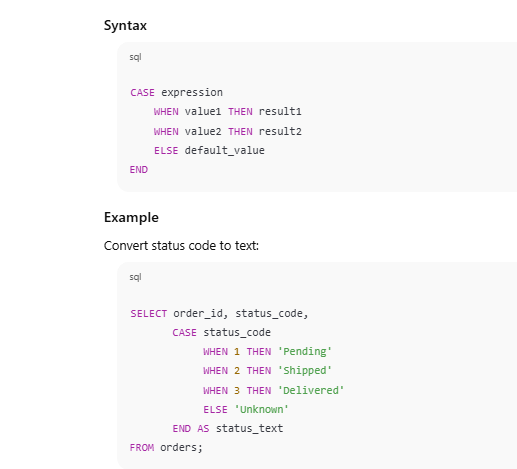 Syntax
sql
CASE expression
    WHEN value1 THEN result1
    WHEN value2 THEN result2
    ELSE default_value
END
Example
Convert status code to text:
sql
SELECT order_id, status_code,
       CASE status_code
            WHEN 1 THEN 'Pending'
            WHEN 2 THEN 'Shipped'
            WHEN 3 THEN 'Delivered'
            ELSE 'Unknown'
       END AS status_text
FROM orders;